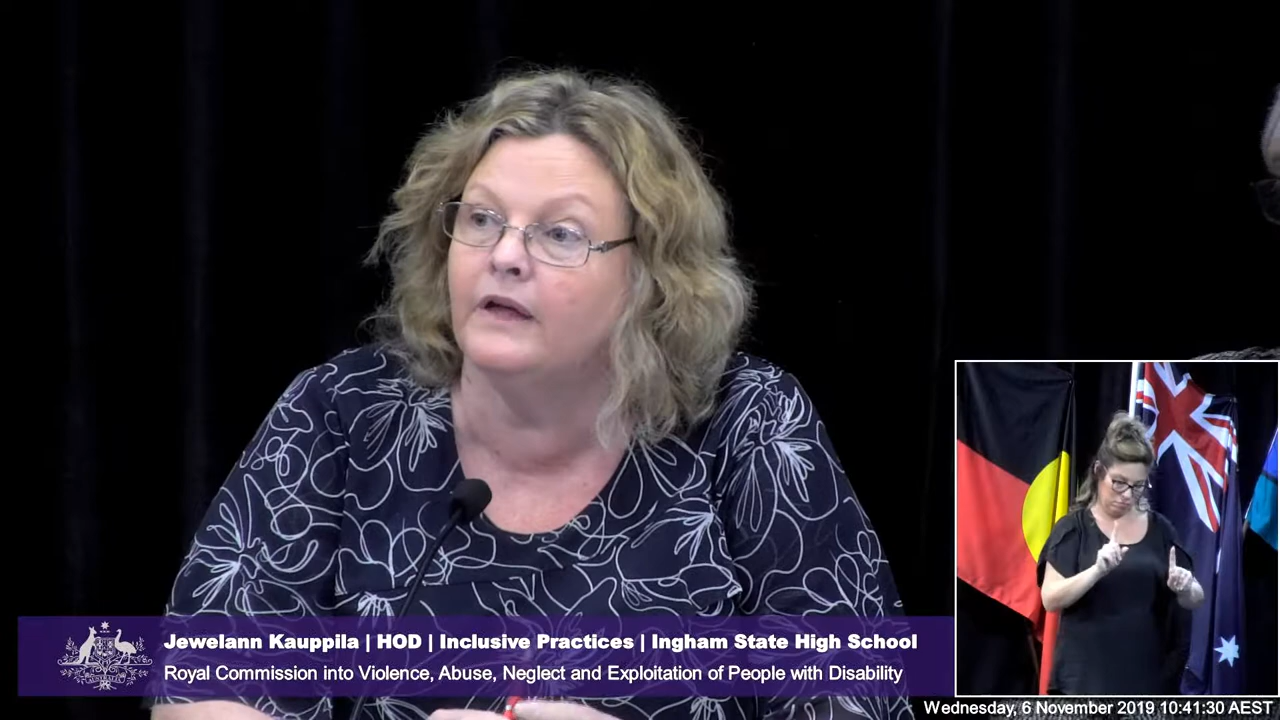 Jewelann Kauppila | HOD | Inclusive Practices | Ingham State High School
Royal Commission into Violence, Abuse, Neglect and Exploitation of People with Disability
Wednesday, 6 November 2019 10:41:30 AEST